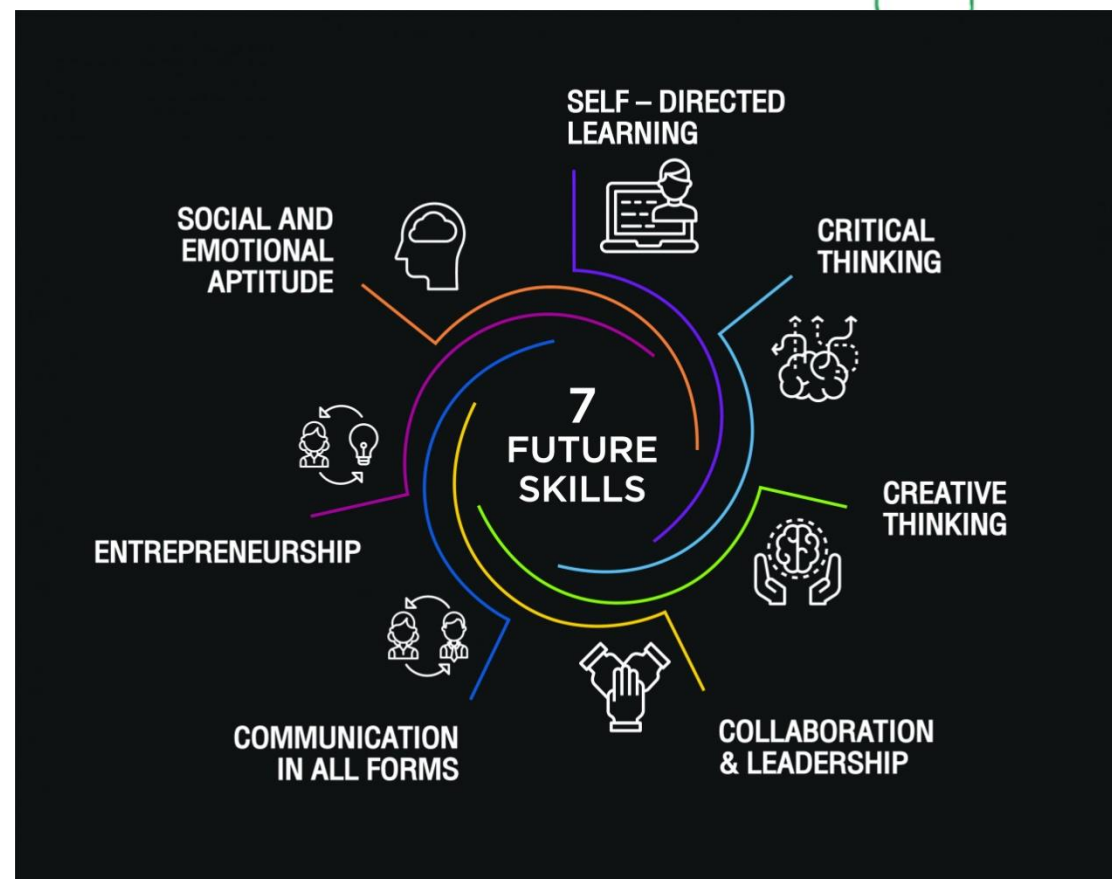 SELF – DIRECTED
LEARNING
CRITICAL
THINKING
CREATIVE
THINKING
COLLABORATION
& LEADERSHIP
COMMUNICATION
IN ALL FORMS
ENTREPRENEURSHIP
SOCIAL AND
EMOTIONAL
APTITUDE
7
FUTURE
SKILLS